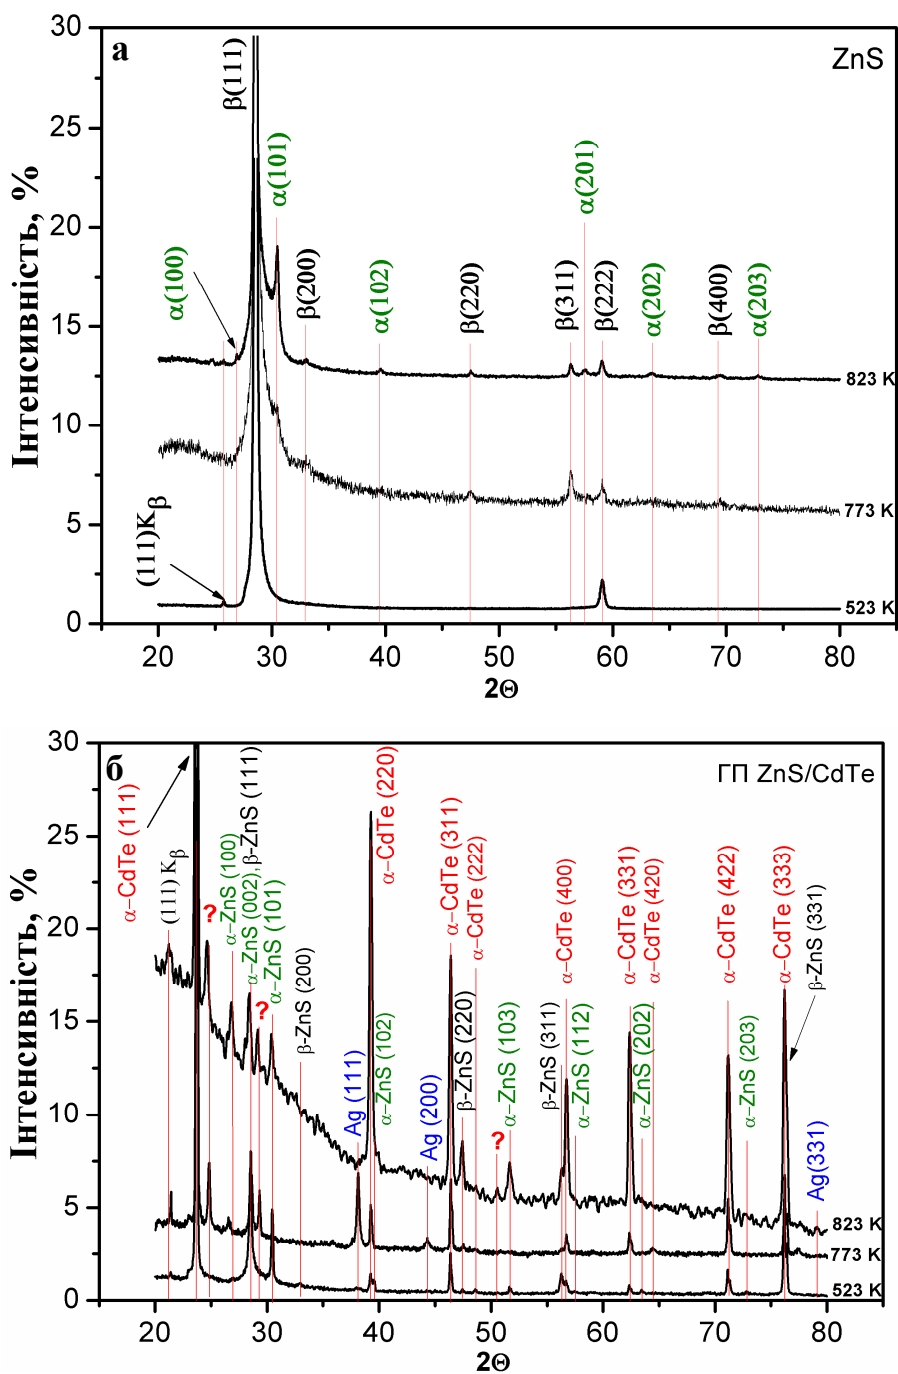 а
ZnS
Інтенсивність, %
30
25
20
15
10
5
0
β(111)
α(101)
α(201)
α(100)
β(200)
α(102)
β(220)
β(311)
β(222)
α(202)
β(400)
α(203)
(111)Kβ
823 K
773 K
523 K
20
30
40
50
60
70
80
2Θ
б
ГП ZnS/CdTe
Інтенсивність, %
30
25
20
15
10
5
0
α–CdTe (111)
(111) Kβ
?
α–ZnS (100)
α–ZnS (002),β–ZnS (111)
?
α–ZnS (101)
β–ZnS (200)
Ag (111)
α–CdTe (220)
α–ZnS (102)
Ag (200)
α–CdTe (311)
β–ZnS (220)
α–CdTe (222)
?
α–ZnS (103)
β–ZnS (311)
α–CdTe (400)
α–ZnS (112)
α–CdTe (331)
α–ZnS (202)
α–CdTe (420)
α–CdTe (422)
α–ZnS (203)
α–CdTe (333)
β–ZnS (331)
Ag(331)
823 K
773 K
523 K
20
30
40
50
60
70
80
2Θ